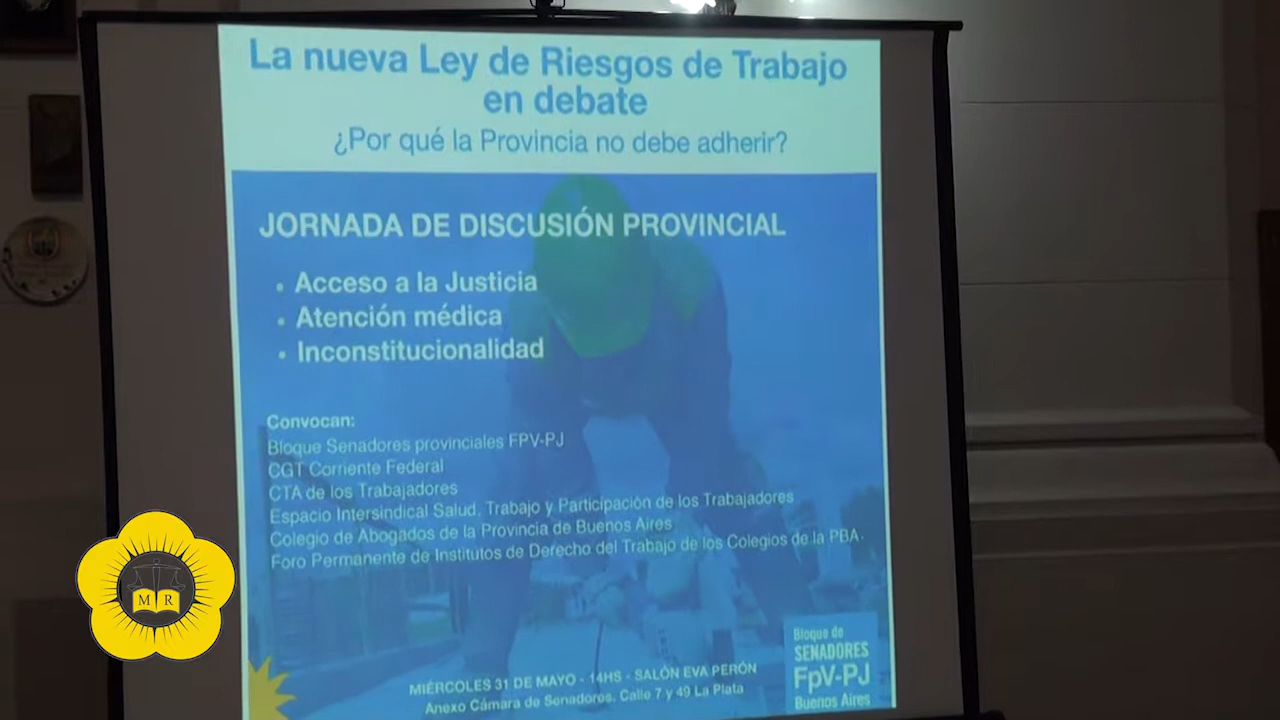 La nueva Ley de Riesgos de Trabajo
en debate
¿Por qué la Provincia no debe adherir?
JORNADA DE DISCUSIÓN PROVINCIAL
• Acceso a la Justicia
• Atención médica
• Inconstitucionalidad
Convocan:
Bloque Senadores provinciales FPV-PJ
CGT Corriente Federal
CTA de los Trabajadores
Espacio Intersindical Salud, Trabajo y Participación de los Trabajadores
Colegio de Abogados de la Provincia de Buenos Aires
Foro Permanente de Institutos de Derecho del Trabajo de los Colegios de la PBA.
MIÉRCOLES 31 DE MAYO - 14HS - SALÓN EVA PERÓN
Anexo Cámara de Senadores. Calle 7 y 49 La Plata
Bloque de
SENADORES
FpV-PJ
Buenos Aires
M R